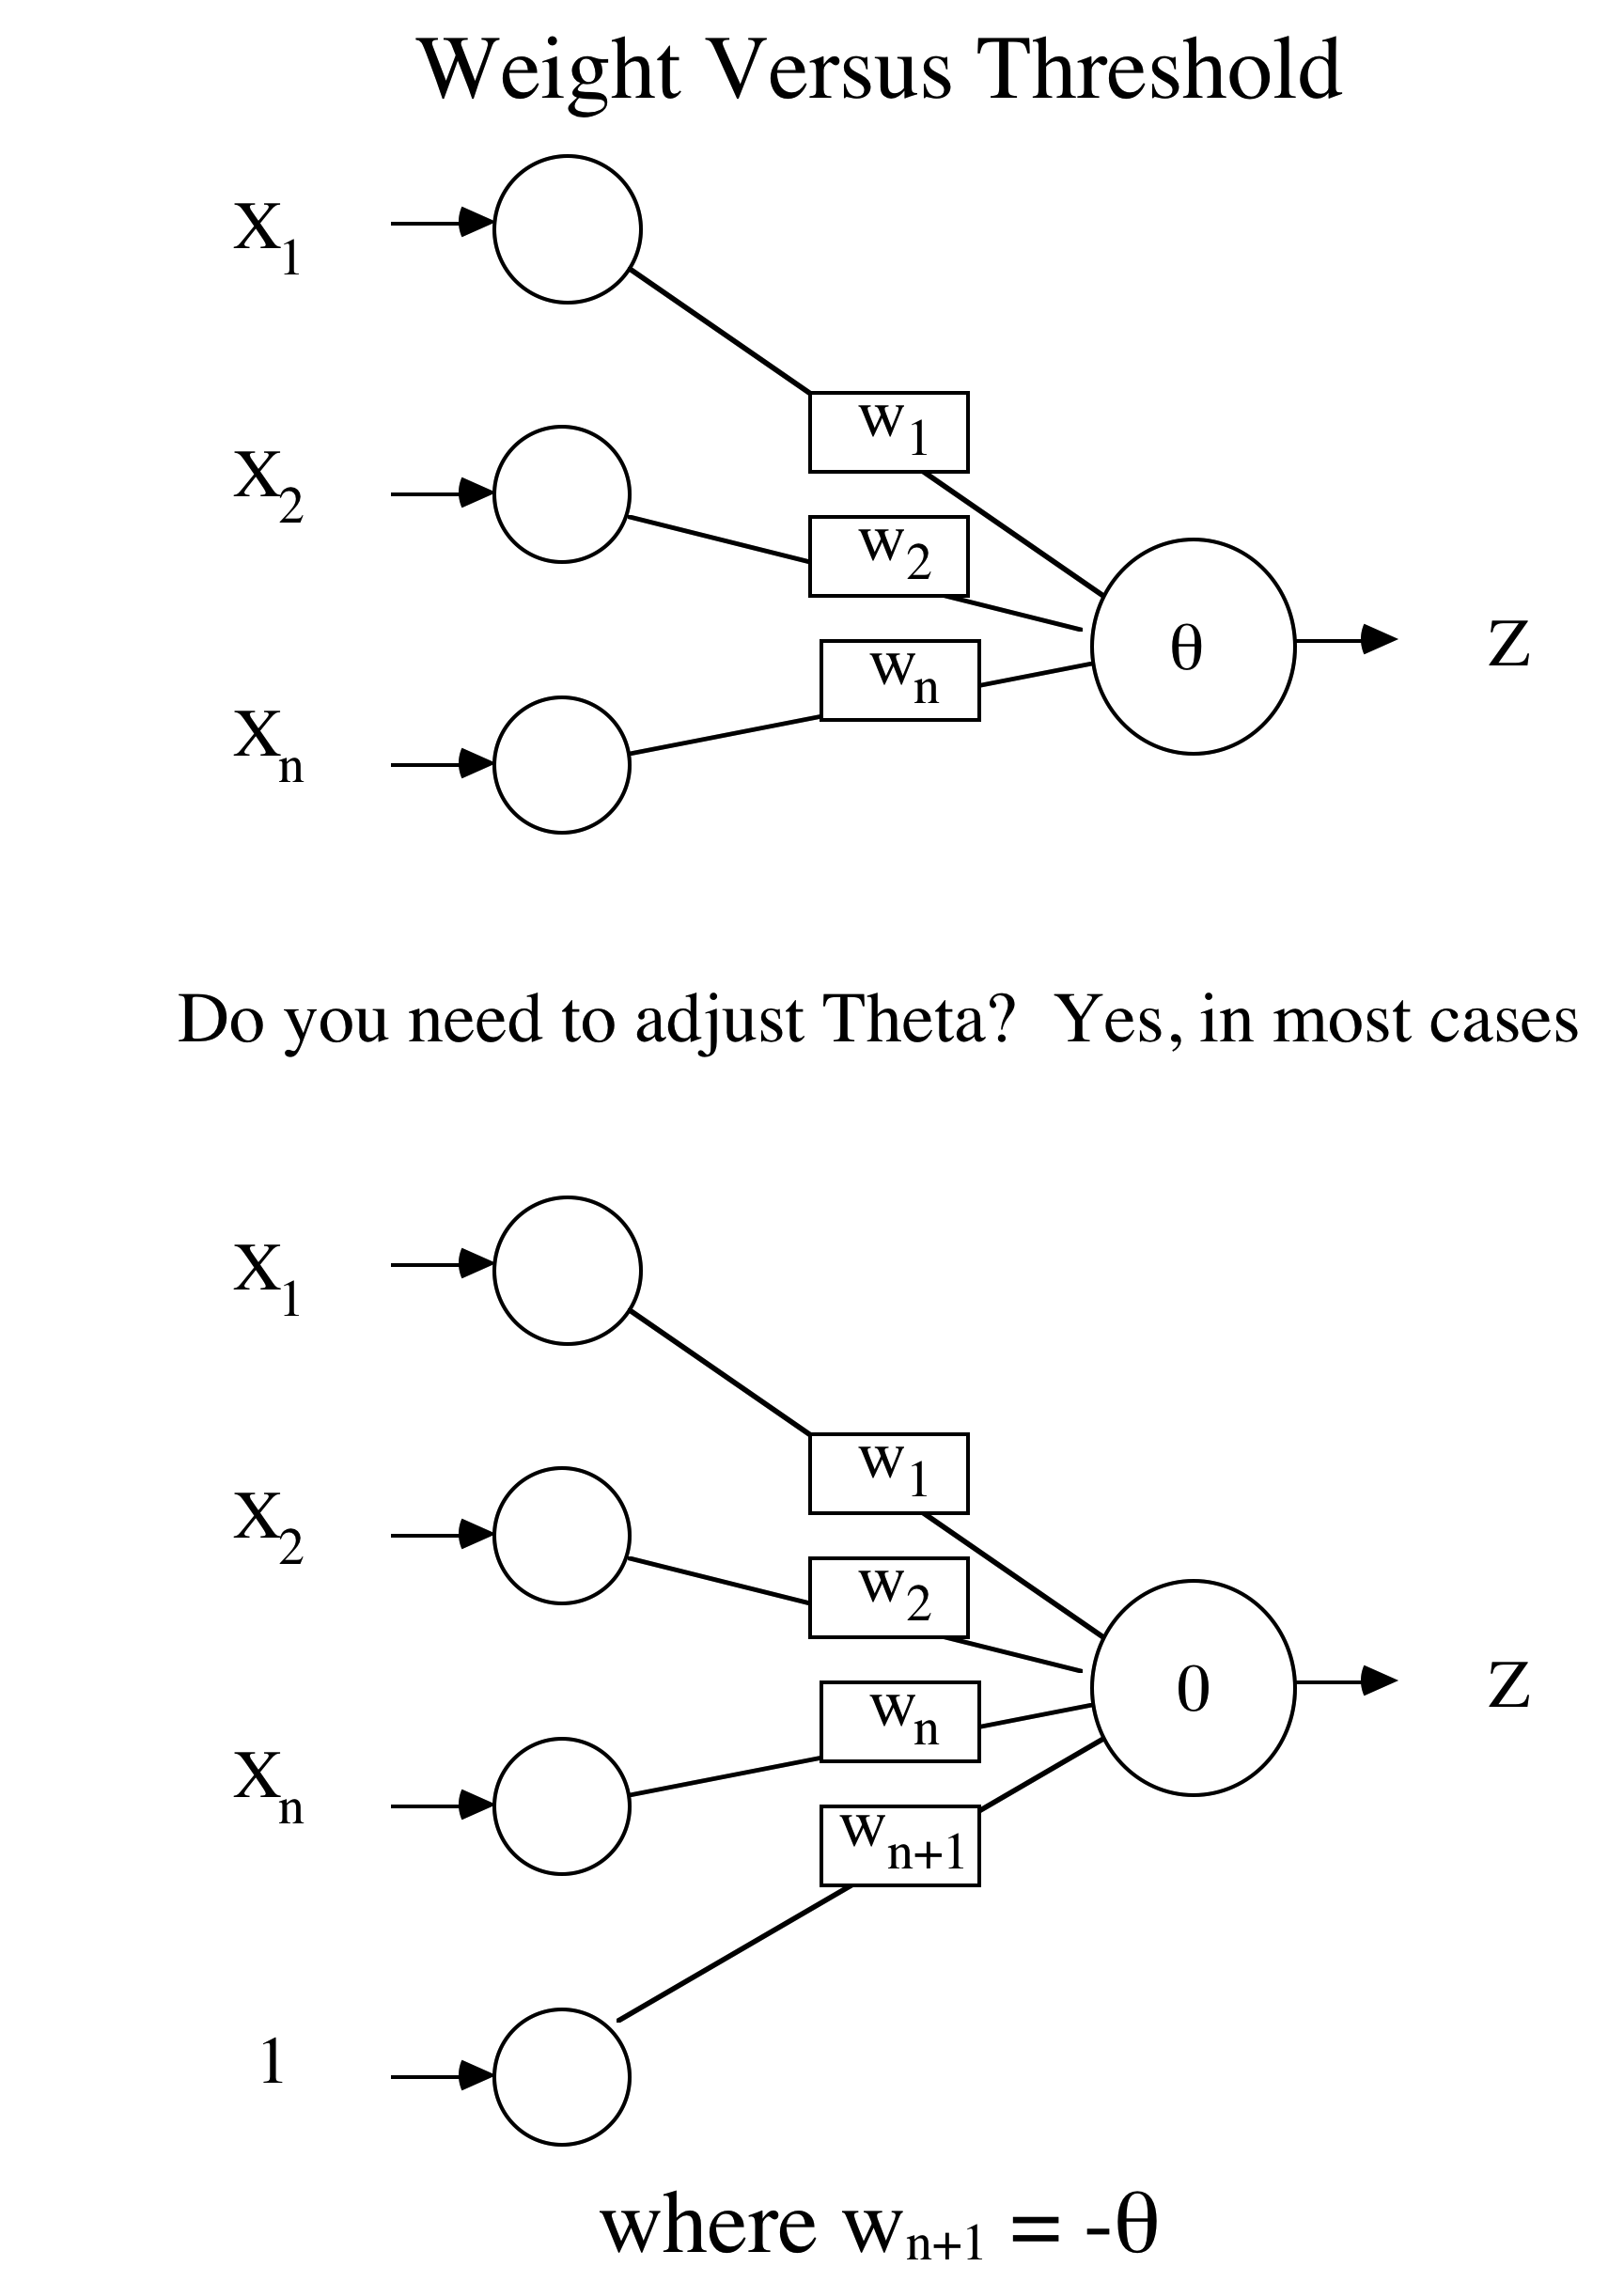 Weight Versus Threshold
X1
w1
X2
w2
θ
Z
wn
Xn
Do you need to adjust Theta?  Yes, in most cases
X1
w1
X2
w2
0
Z
wn
Xn
wn+1
1
where wn+1 = -θ